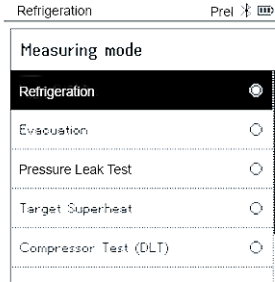 Refrigeration Prel
Measuring mode
Refrigeration
Evacuation
Pressure Leak Test
Target Superheat
Compressor Test (DLT)